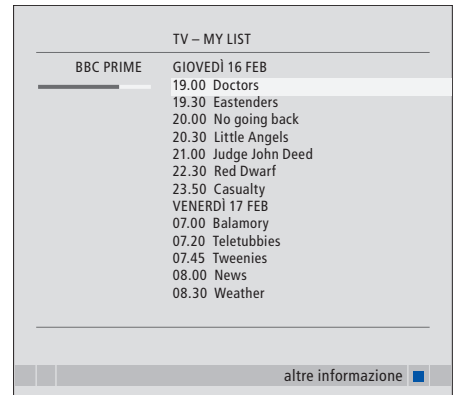 TV – MY LIST
BBC PRIME GIOVEDÌ 16 FEB
19.00 Doctors
19.30 Eastenders
20.00 No going back
20.30 Little Angels
21.00 Judge John Deed
22.30 Red Dwarf
23.50 Casualty
VENERDÌ 17 FEB
07.00 Balamory
07.20 Teletubbies
07.45 Tweenies
08.00 News
08.30 Weather
altre informazione